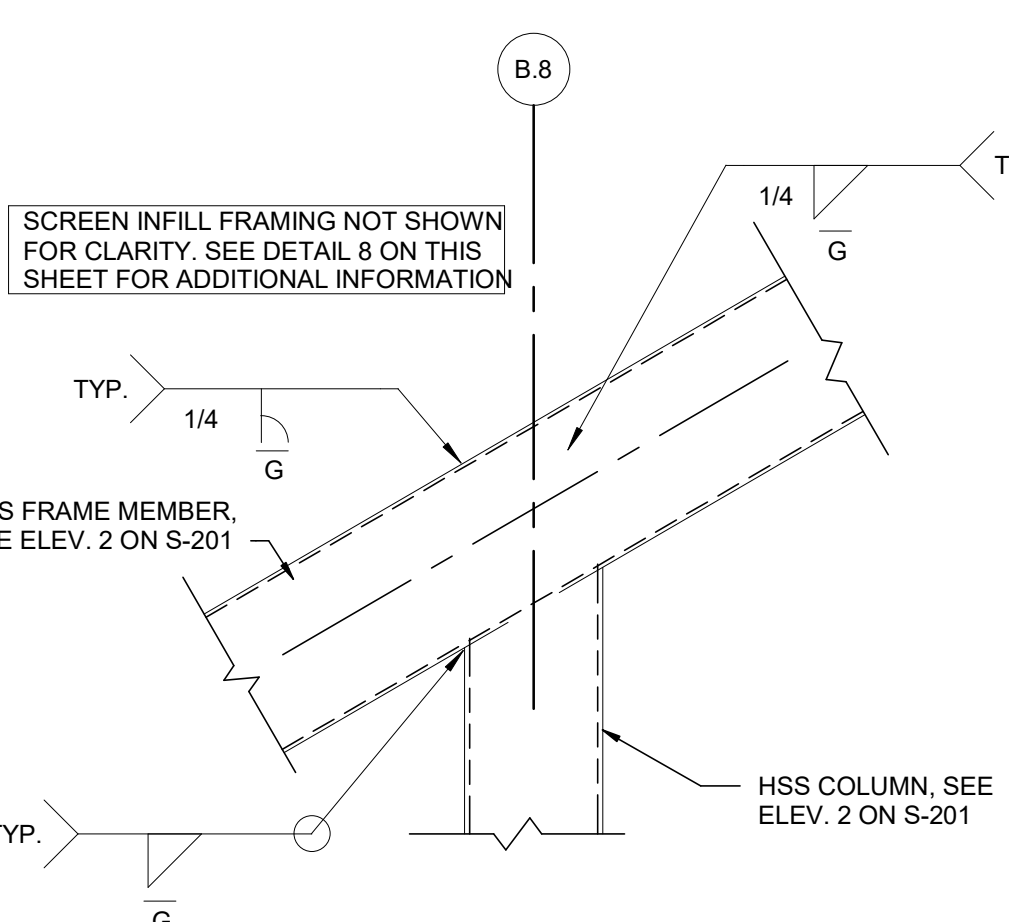 B.8
T
1/4
G
SCREEN INFILL FRAMING NOT SHOWN
FOR CLARITY. SEE DETAIL 8 ON THIS
SHEET FOR ADDITIONAL INFORMATION
TYP.
1/4
G
S FRAME MEMBER,
E ELEV. 2 ON S-201
HSS COLUMN, SEE
ELEV. 2 ON S-201
TYP.
G